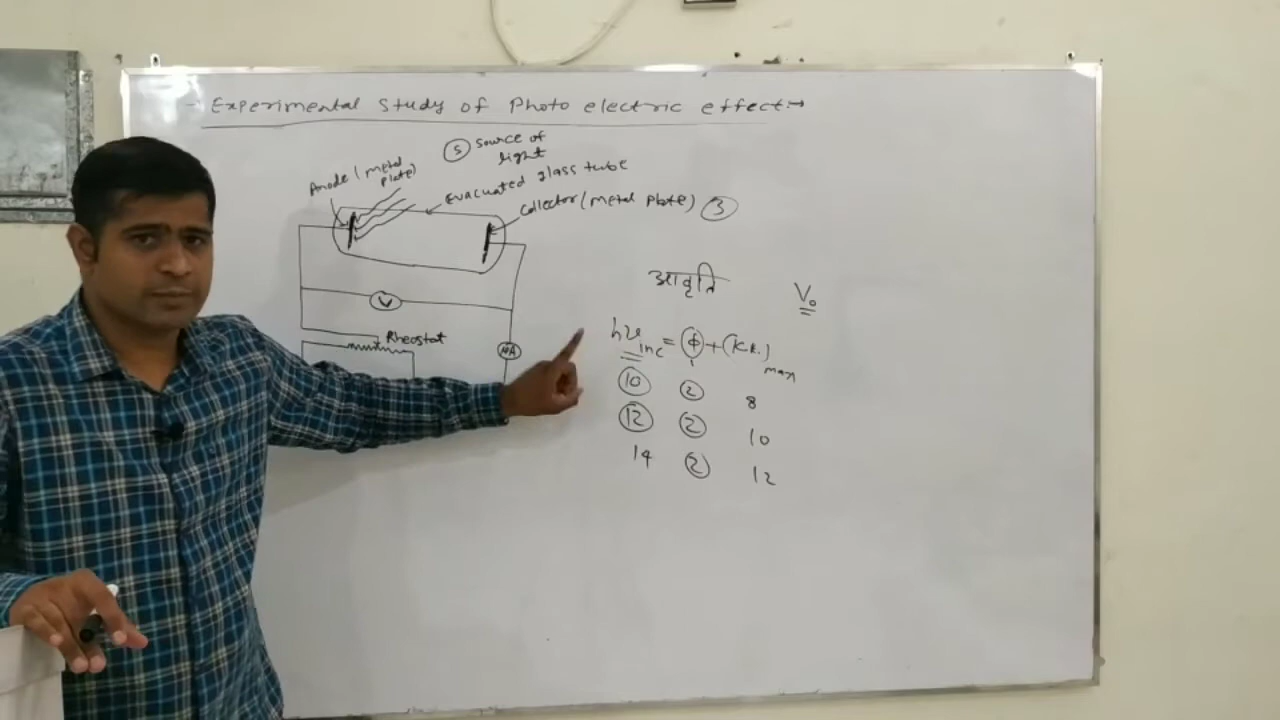 Experimental Study of Photo electric effect:→
Ⓢ Source of
light
Anode (metal
plate)
Evacuated glass tube
Collector (metal plate) ③
V
Rheostat
μA
आवृति
V₀
hν inc = ϕ + (K.E.) max
10 2 8
12 2 10
14 2 12